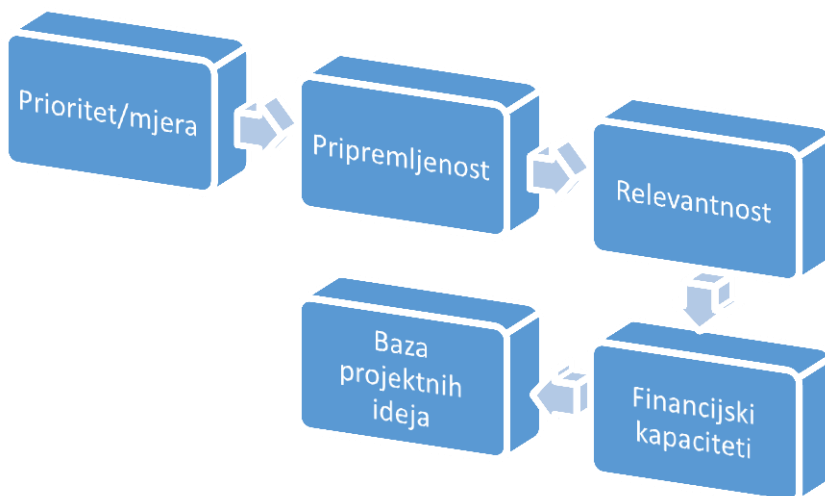 Prioritet/mjera
Pripremljenost
Relevantnost
Financijski
kapaciteti
Baza
projektnih
ideja